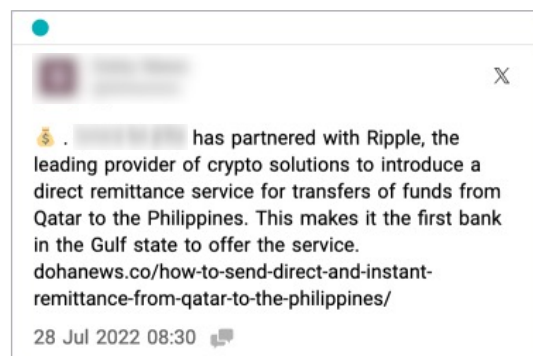 𝕏
💰 . has partnered with Ripple, the
leading provider of crypto solutions to introduce a
direct remittance service for transfers of funds from
Qatar to the Philippines. This makes it the first bank
in the Gulf state to offer the service.
dohanews.co/how-to-send-direct-and-instant-
remittance-from-qatar-to-the-philippines/
28 Jul 2022 08:30